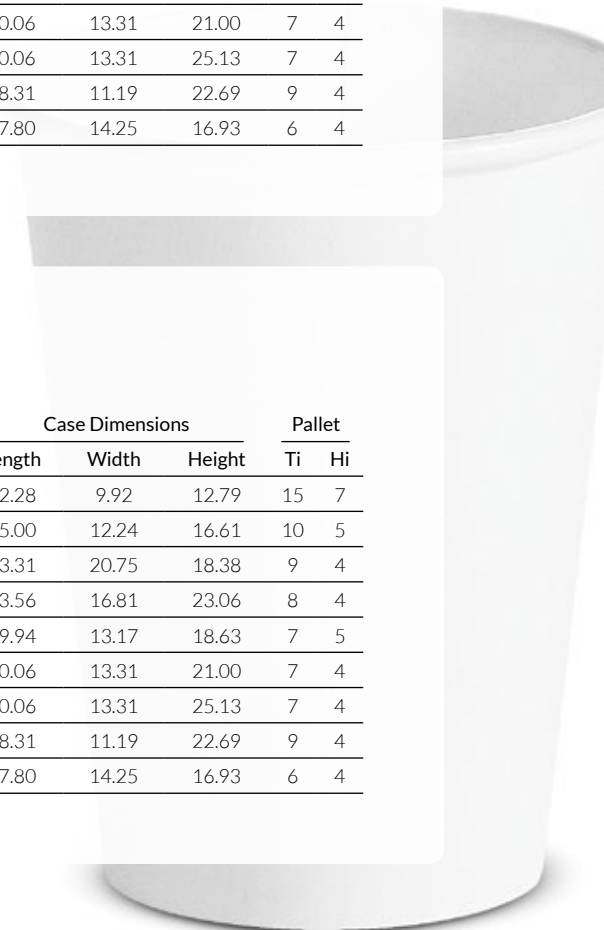 0.06 13.31 21.00 7 4
0.06 13.31 25.13 7 4
8.31 11.19 22.69 9 4
7.80 14.25 16.93 6 4
Case Dimensions Pallet
ength Width Height Ti Hi
2.28 9.92 12.79 15 7
5.00 12.24 16.61 10 5
3.31 20.75 18.38 9 4
3.56 16.81 23.06 8 4
9.94 13.17 18.63 7 5
0.06 13.31 21.00 7 4
0.06 13.31 25.13 7 4
8.31 11.19 22.69 9 4
7.80 14.25 16.93 6 4